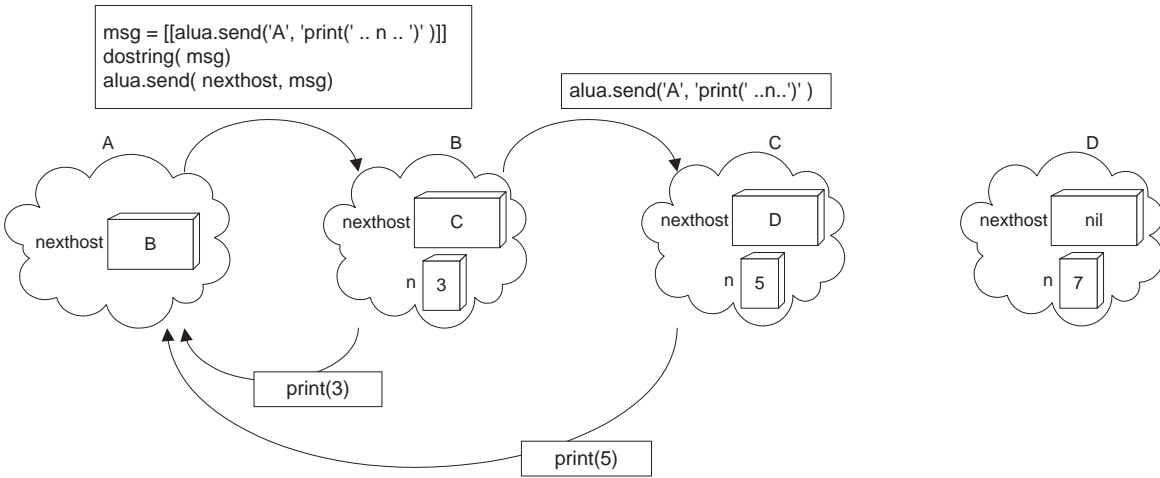 msg = [[alua.send('A', 'print(' .. n .. ')' )]]
dostring( msg)
alua.send( nexthost, msg)
alua.send('A', 'print(' ..n..')' )
A
B
C
D
nexthost
B
nexthost
C
n
3
nexthost
D
n
5
nexthost
nil
n
7
print(3)
print(5)